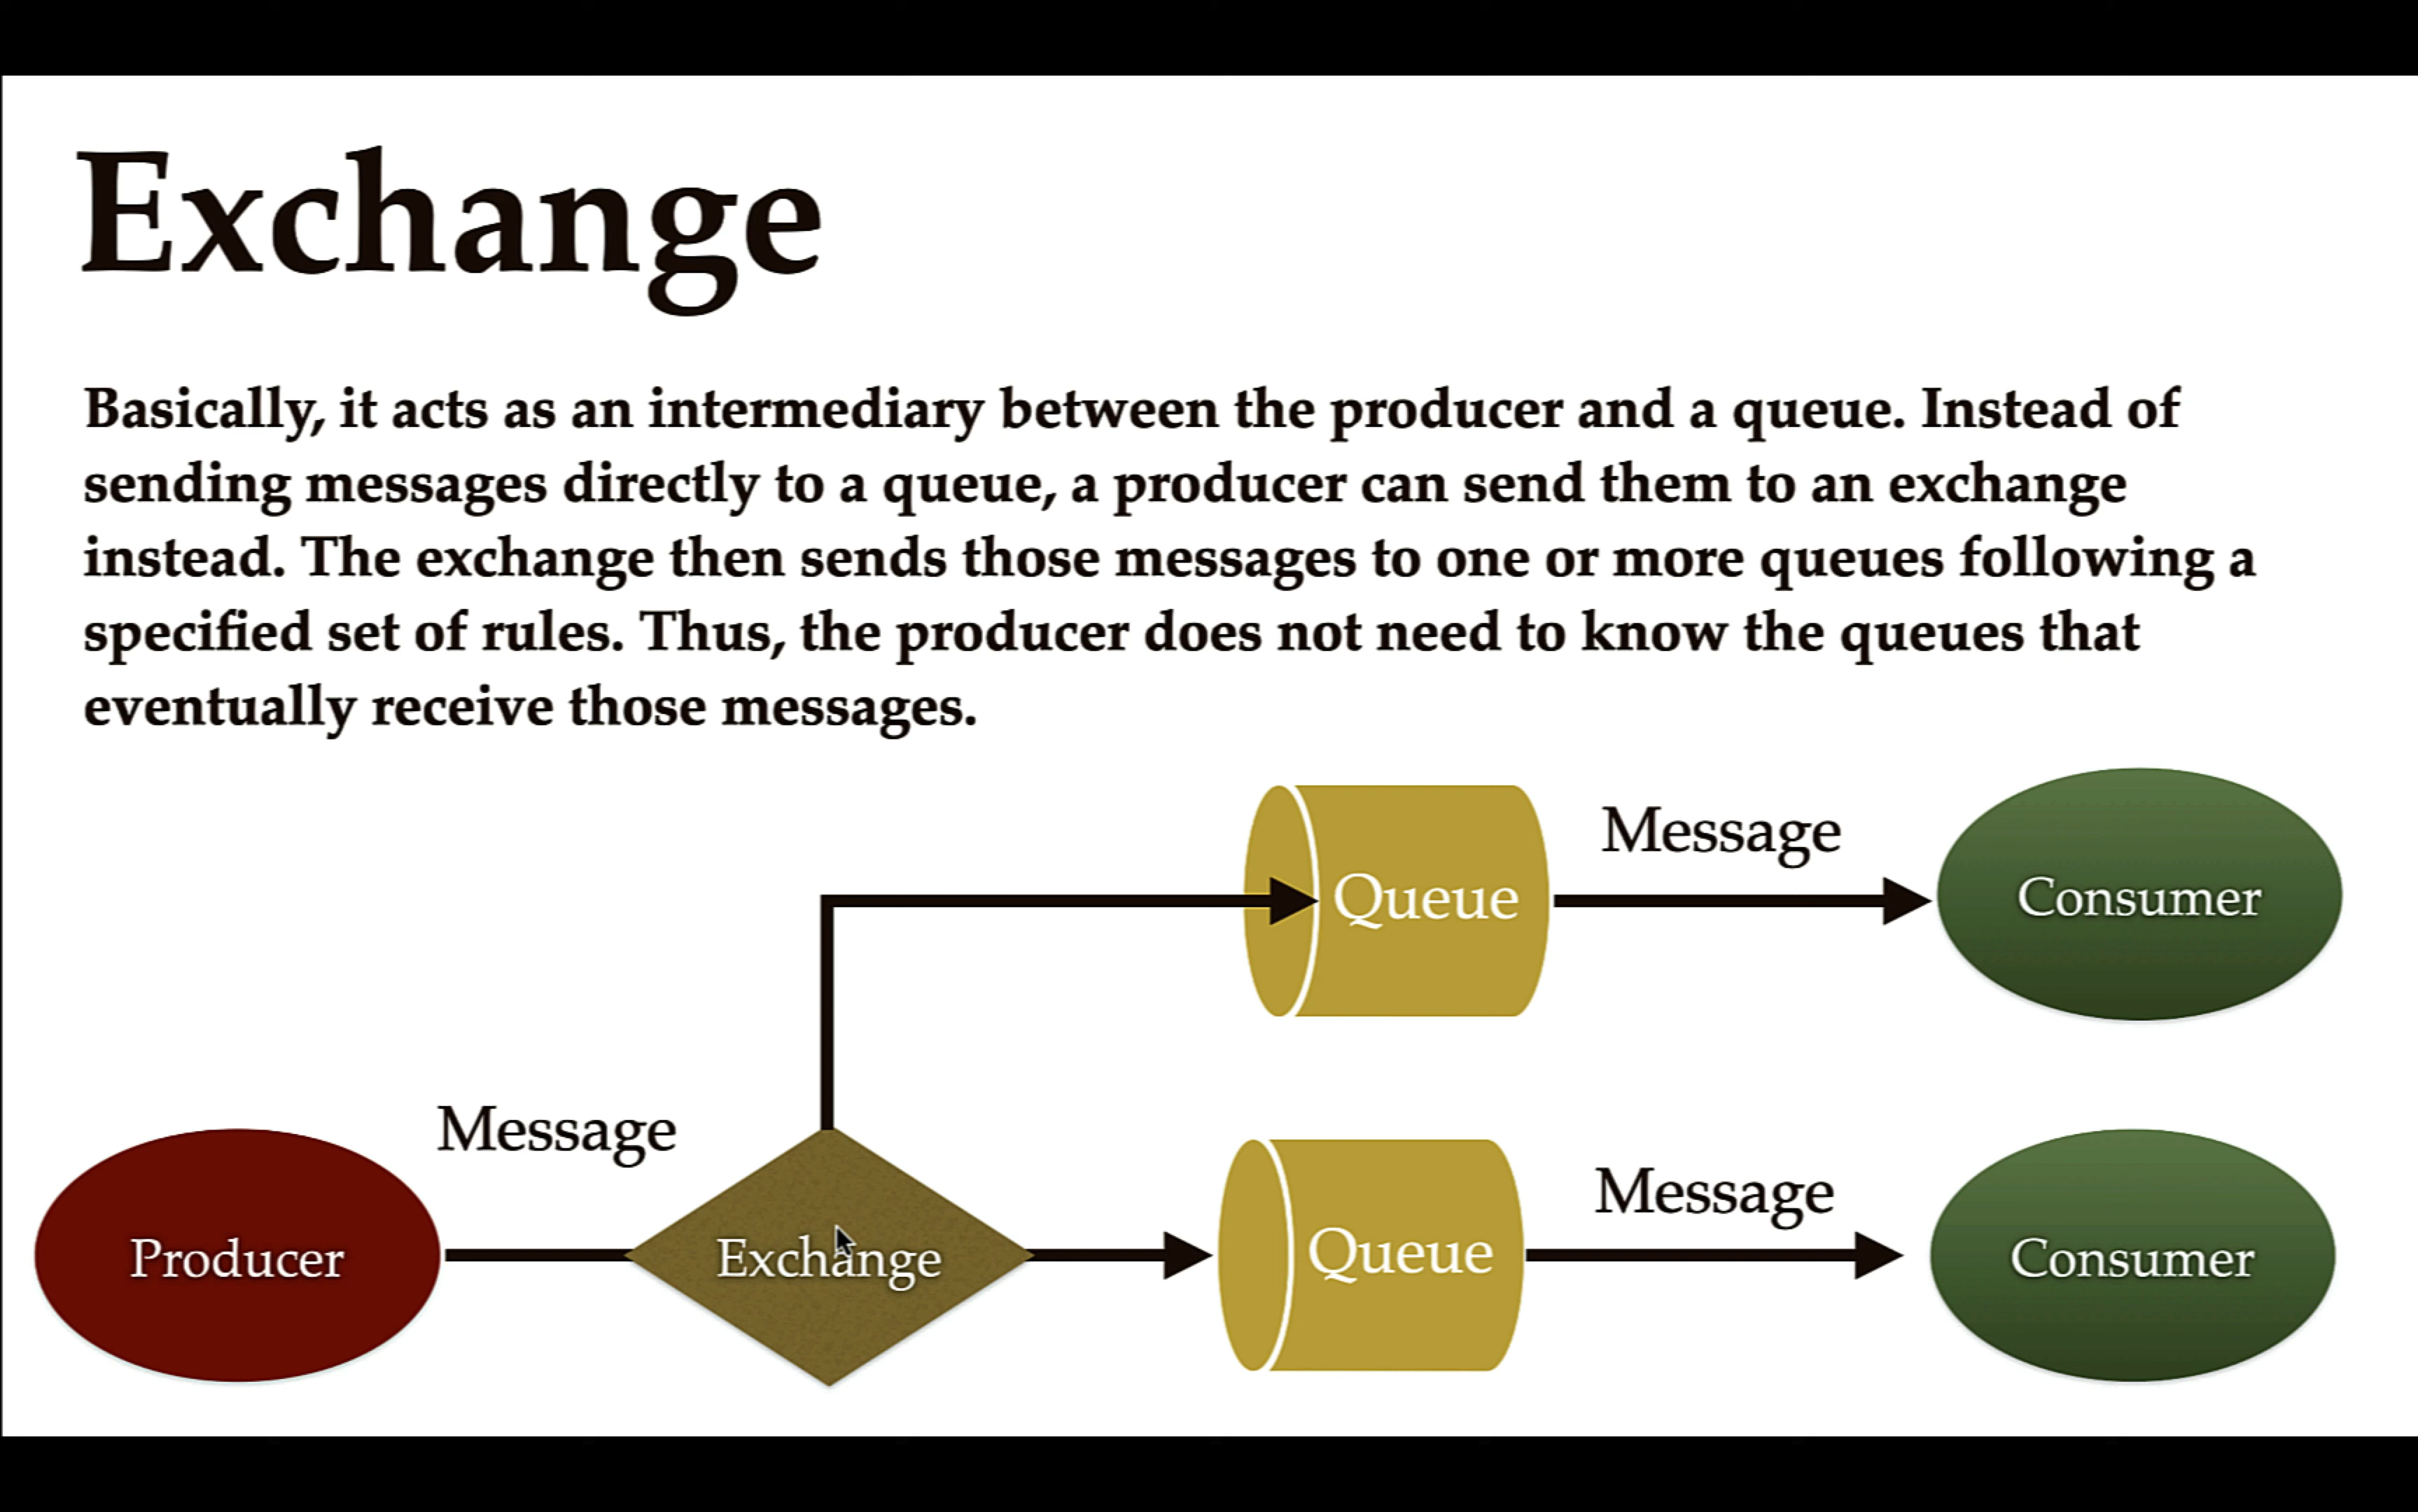 Exchange
Basically, it acts as an intermediary between the producer and a queue. Instead of
sending messages directly to a queue, a producer can send them to an exchange
instead. The exchange then sends those messages to one or more queues following a
specified set of rules. Thus, the producer does not need to know the queues that
eventually receive those messages.
Message
Queue
Consumer
Message
Message
Producer
Exchange
Queue
Consumer